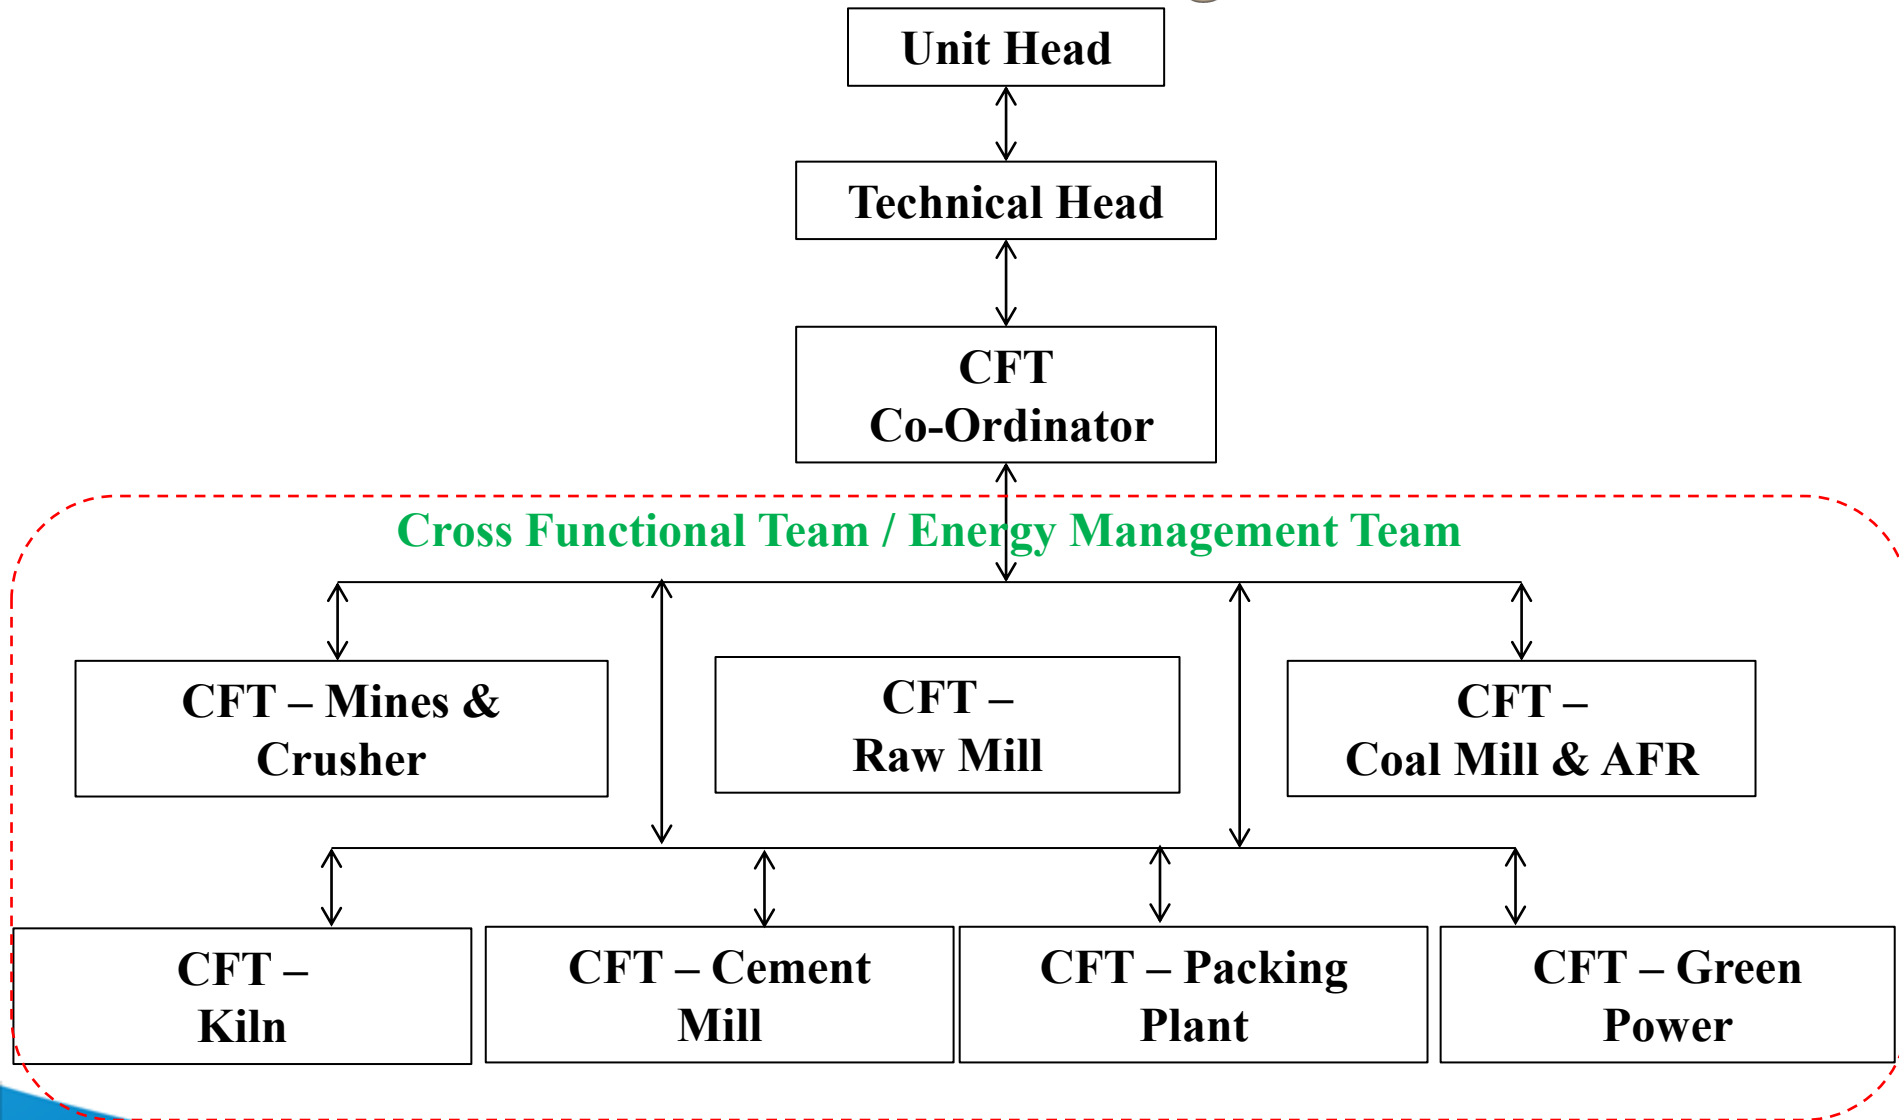 Unit Head
Technical Head
CFT
Co-Ordinator
Cross Functional Team / Energy Management Team
CFT – Mines &
Crusher
CFT –
Raw Mill
CFT –
Coal Mill & AFR
CFT –
Kiln
CFT – Cement
Mill
CFT – Packing
Plant
CFT – Green
Power